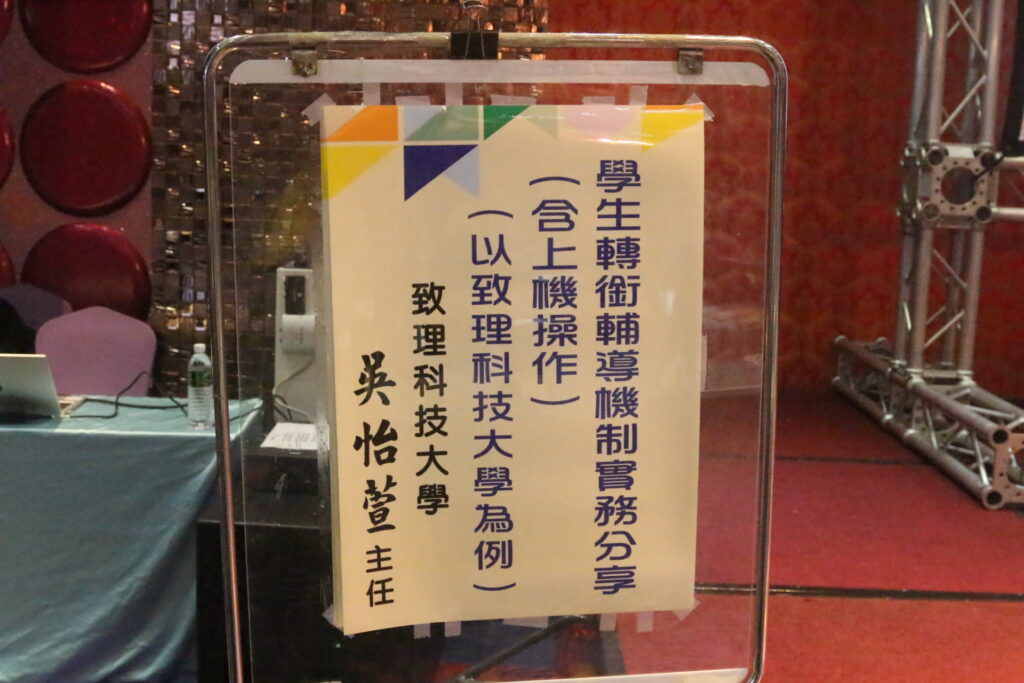 學生轉銜輔導機制實務分享
（含上機操作）
（以致理科技大學為例）
致理科技大學
吳怡萱主任